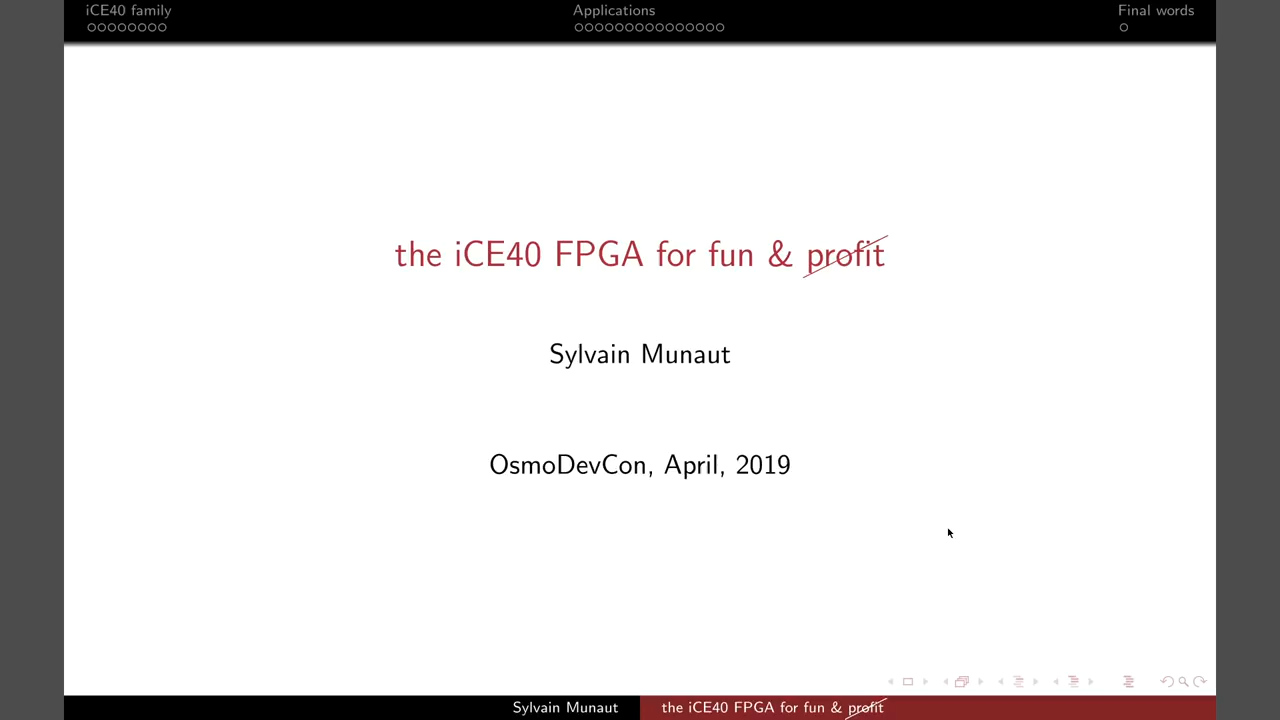 iCE40 family
Applications
Final words
the iCE40 FPGA for fun & profit
Sylvain Munaut
OsmoDevCon, April, 2019
Sylvain Munaut
the iCE40 FPGA for fun & profit